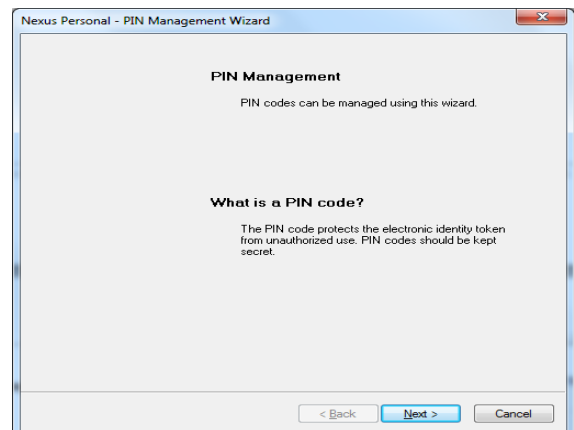 Nexus Personal - PIN Management Wizard
PIN Management
PIN codes can be managed using this wizard.
What is a PIN code?
The PIN code protects the electronic identity token
from unauthorized use. PIN codes should be kept
secret.
< Back Next > Cancel